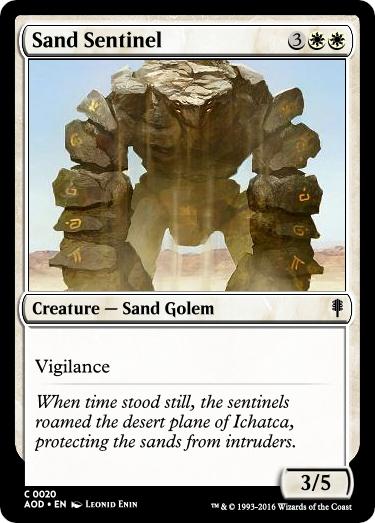 Sand Sentinel 3
Creature — Sand Golem
Vigilance
When time stood still, the sentinels
roamed the desert plane of Ichatca,
protecting the sands from intruders.
3/5
C 0020
AOD • EN Leonid Enin
™ & © 1993-2016 Wizards of the Coast